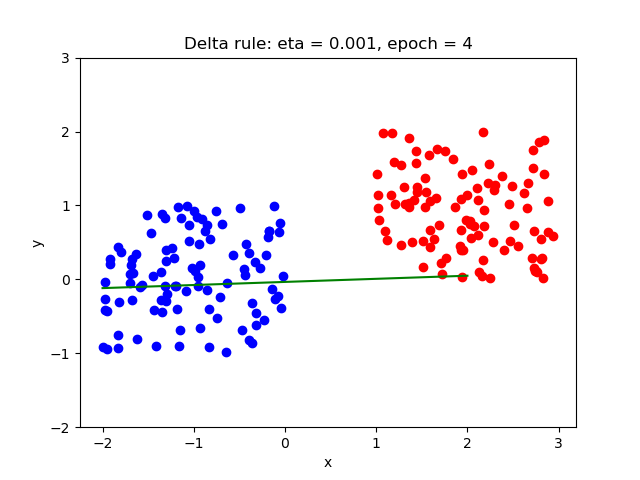 Delta rule: eta = 0.001, epoch = 4
3
2
1
0
−1
−2
y
−2 −1 0 1 2 3
x